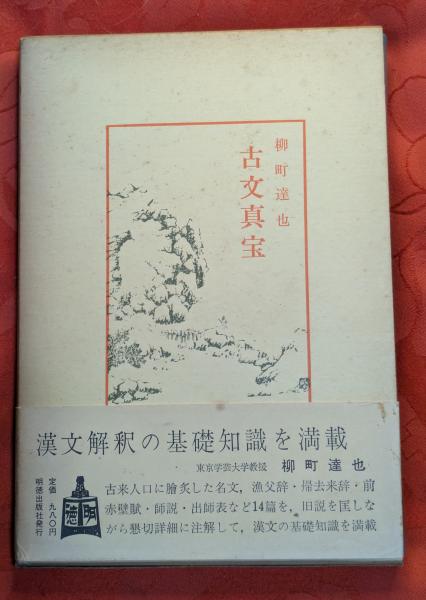 柳町達也
古文真宝
漢文解釈の基礎知識を満載
東京学芸大学教授 柳町達也
古来人口に膾炙した名文,漁父辞・帰去来辞・前
赤壁賦・師説・出師表など14篇を,旧説を匡しな
がら懇切詳細に注解して,漢文の基礎知識を満載
定価 九八〇円
明徳出版社発行
明徳